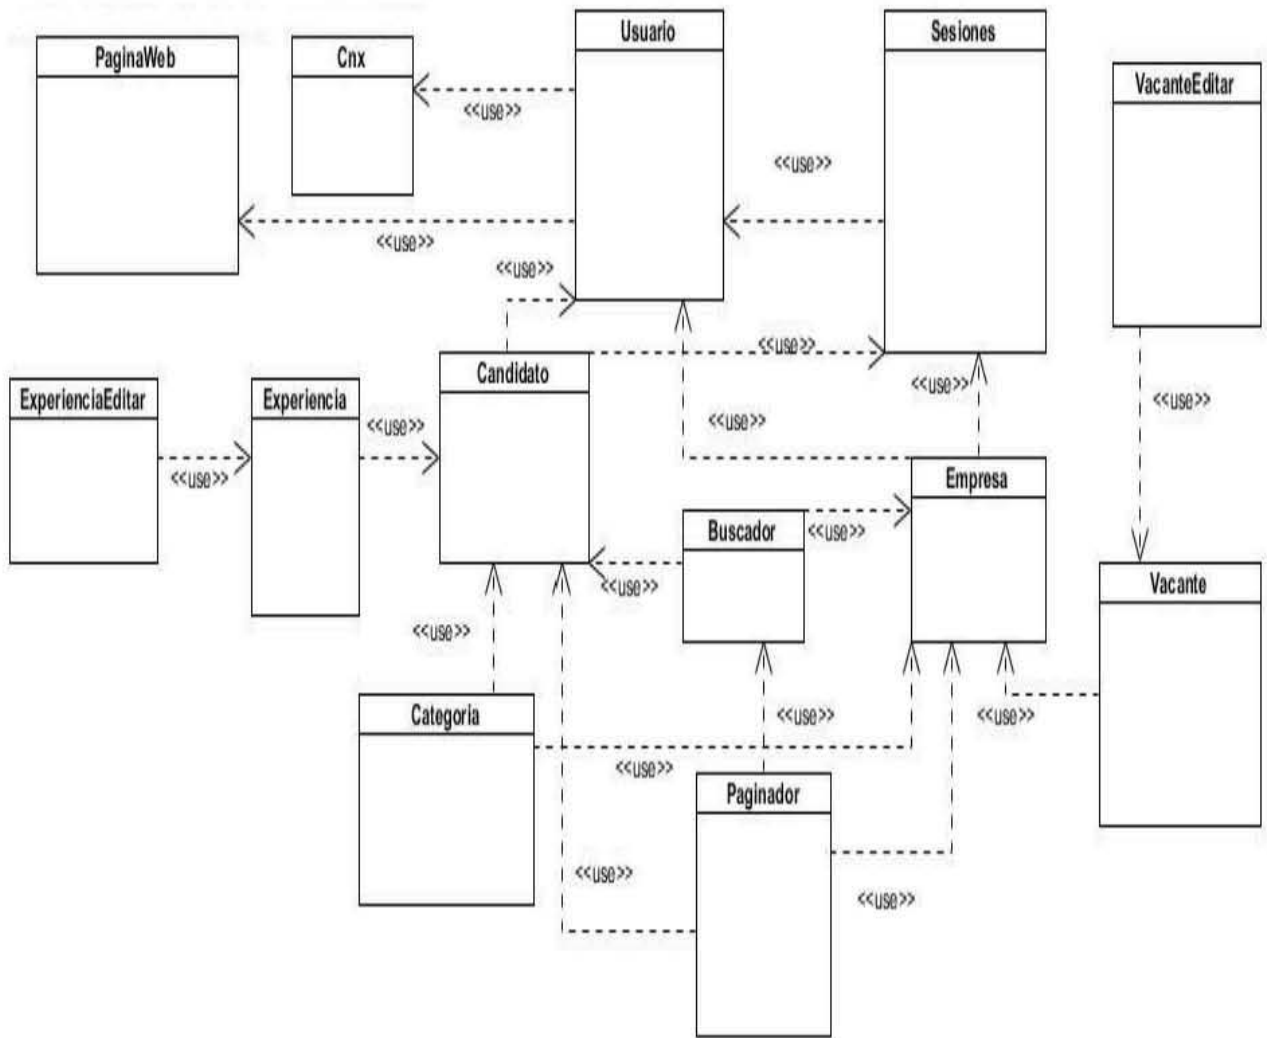 Usuario
Sesiones
PaginaWeb
Cnx
VacanteEditar
<<use>>
<<use>>
<<use>>
<<use>>
<<use>>
<<use>>
Candidato
<<use>>
ExperienciaEditar
Experiencia
<<use>>
<<use>>
<<use>>
<<use>>
Empresa
Buscador
<<use>>
<<use>>
Vacante
<<use>>
Categoria
<<use>>
<<use>>
<<use>>
Paginador
<<use>>
<<use>>